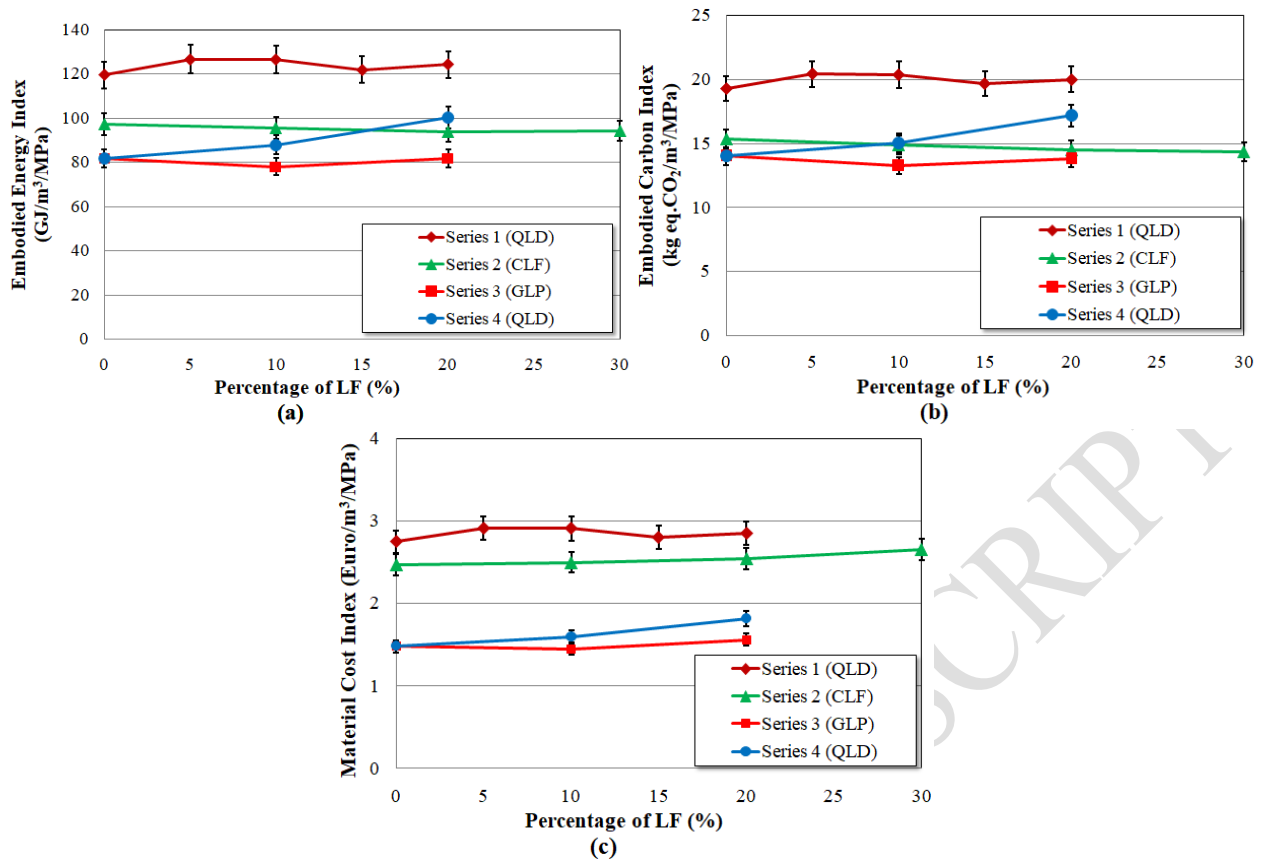 140
120
100
80
60
40
20
0
Embodied Energy Index
(GJ/m³/MPa)
Series 1 (QLD)
Series 2 (CLF)
Series 3 (GLP)
Series 4 (QLD)
0 5 10 15 20 25 30
Percentage of LF (%)
(a)
25
20
15
10
5
0
Embodied Carbon Index
(kg eq.CO₂/m³/MPa)
Series 1 (QLD)
Series 2 (CLF)
Series 3 (GLP)
Series 4 (QLD)
0 5 10 15 20 25 30
Percentage of LF (%)
(b)
4
3
2
1
0
Material Cost Index (Euro/m³/MPa)
Series 1 (QLD)
Series 2 (CLF)
Series 3 (GLP)
Series 4 (QLD)
0 5 10 15 20 25 30
Percentage of LF (%)
(c)
SCRIPT